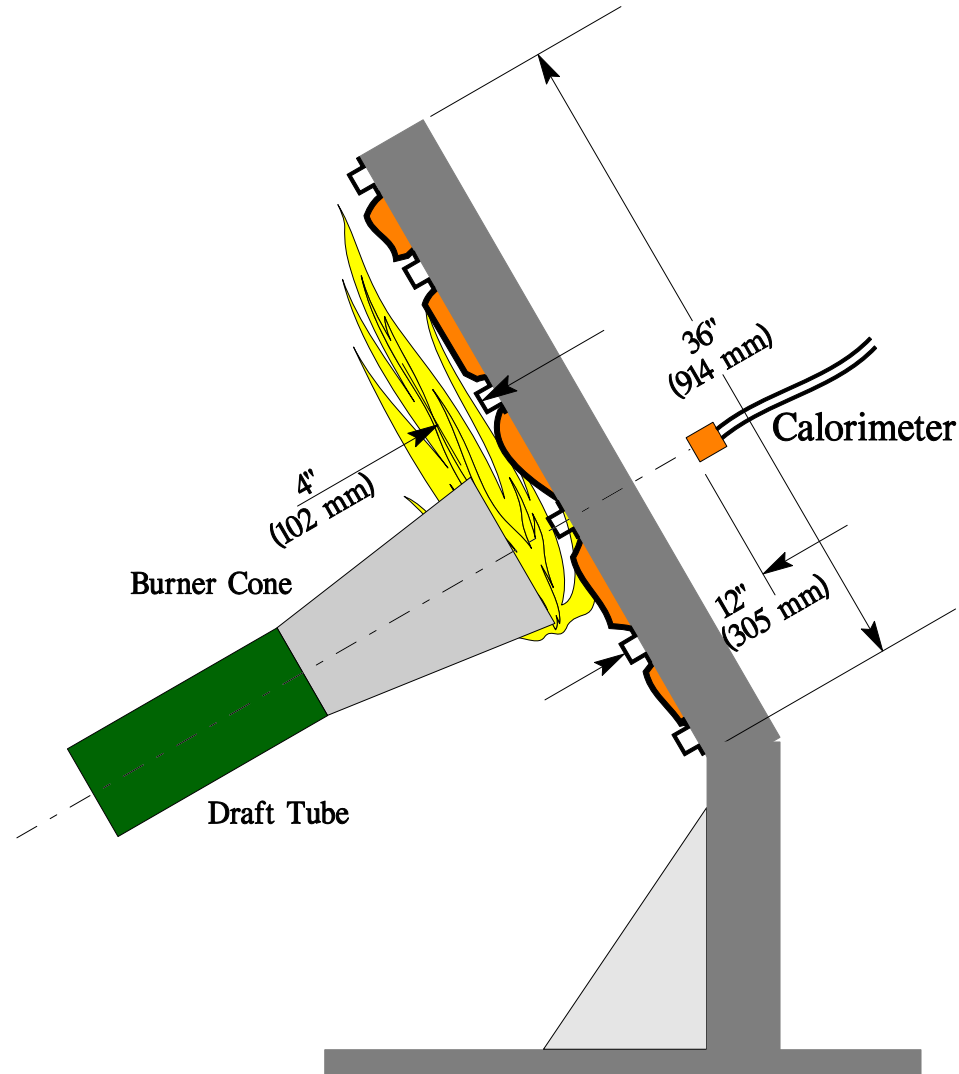 36"
(914 mm)
Calorimeter
4"
(102 mm)
Burner Cone
12"
(305 mm)
Draft Tube